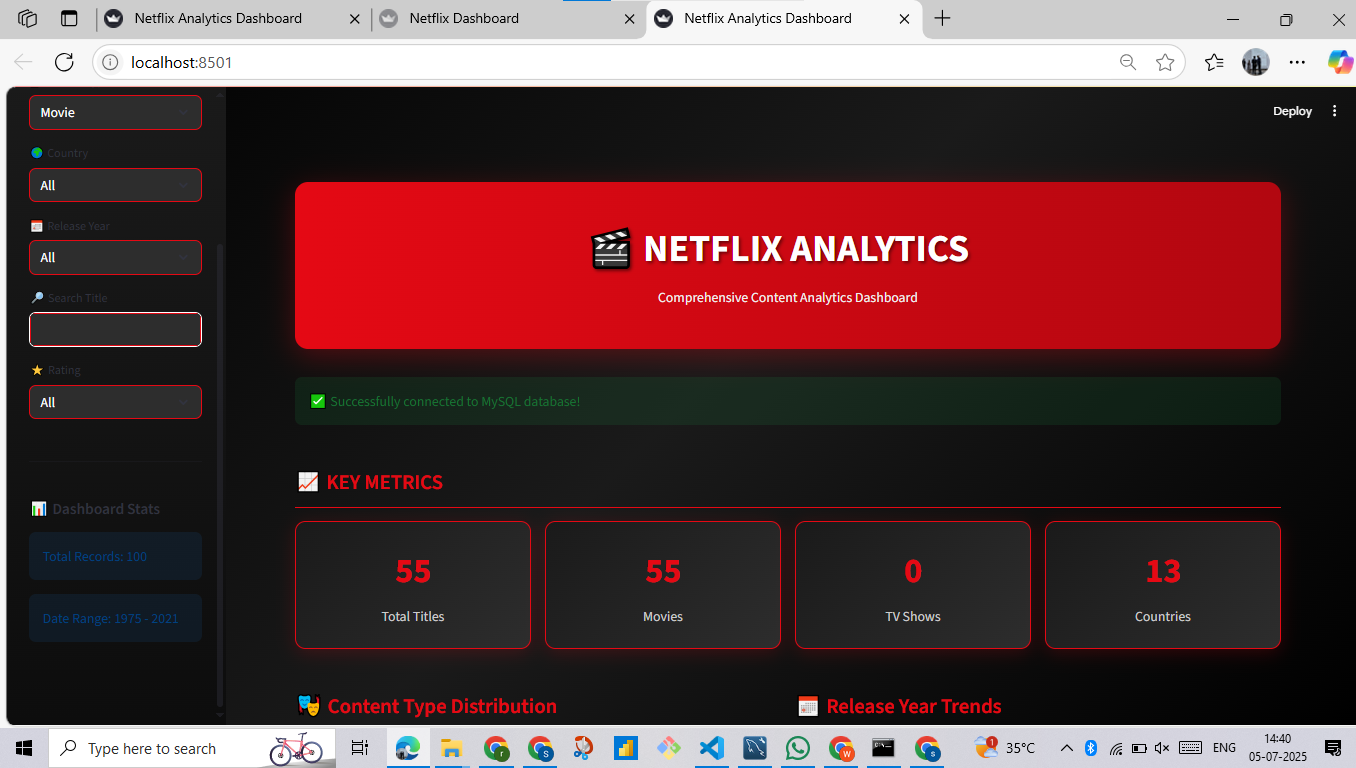 Netflix Analytics Dashboard
Netflix Dashboard
Netflix Analytics Dashboard
localhost:8501
Deploy
Movie
Country
All
Release Year
All
Search Title
Rating
All
Dashboard Stats
Total Records: 100
Date Range: 1975 - 2021
NETFLIX ANALYTICS
Comprehensive Content Analytics Dashboard
Successfully connected to MySQL database!
KEY METRICS
55
Total Titles
55
Movies
0
TV Shows
13
Countries
Content Type Distribution
Release Year Trends
Type here to search
r
S
W
s
1
35°C
ENG
14:40
05-07-2025